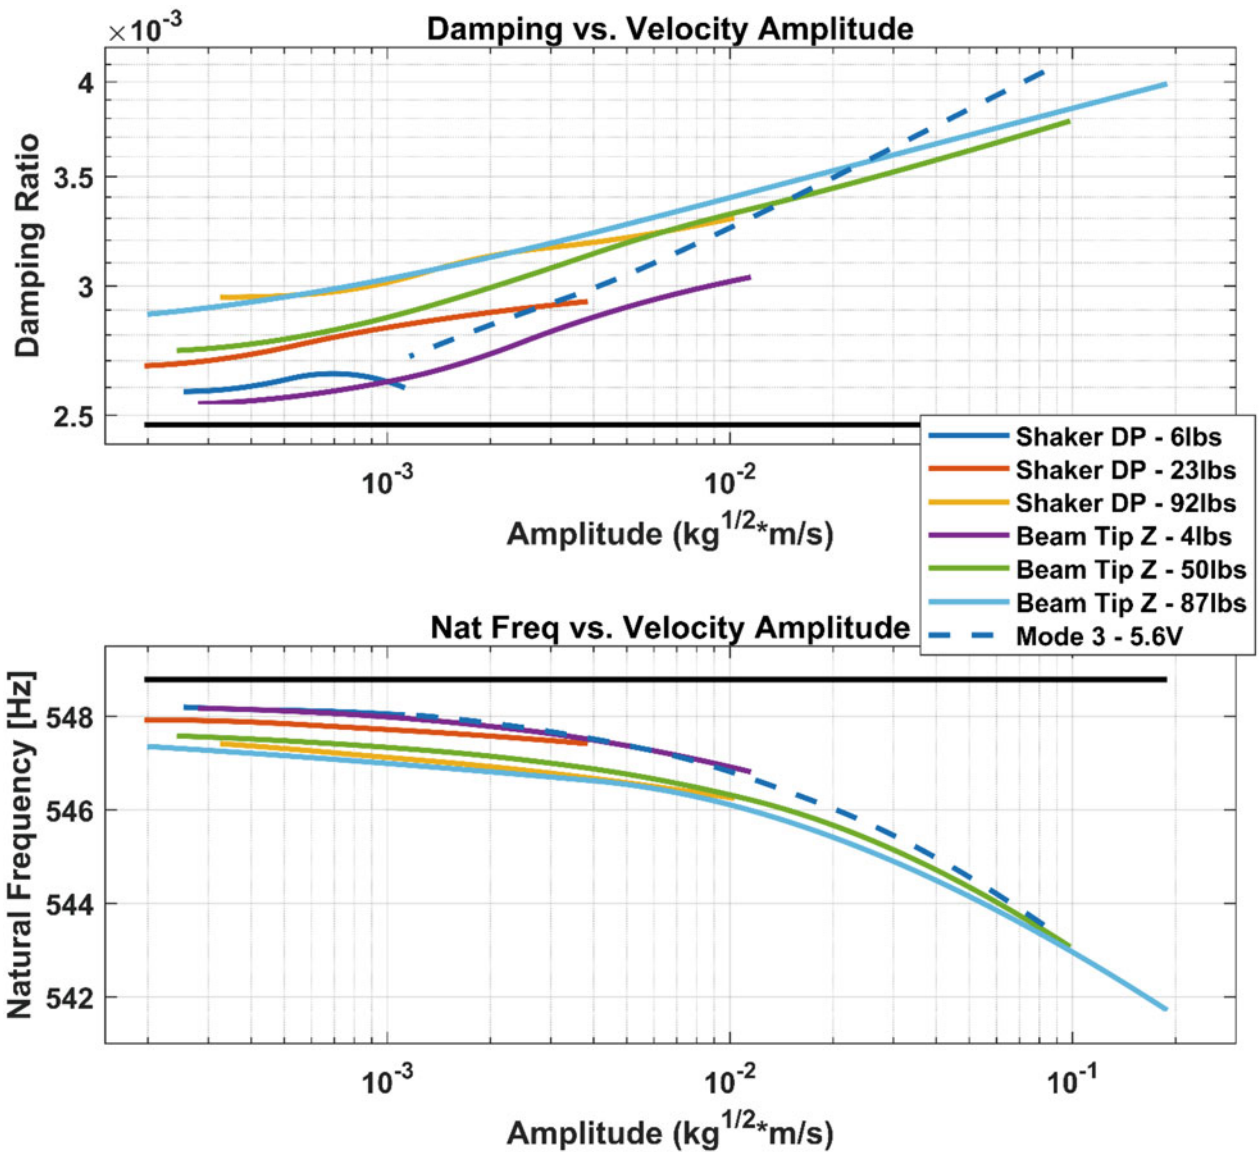 ×10^-3
Damping vs. Velocity Amplitude
4
3.5
3
2.5
Damping Ratio
10^-3
10^-2
Amplitude (kg^1/2*m/s)
Shaker DP - 6lbs
Shaker DP - 23lbs
Shaker DP - 92lbs
Beam Tip Z - 4lbs
Beam Tip Z - 50lbs
Beam Tip Z - 87lbs
Mode 3 - 5.6V
Nat Freq vs. Velocity Amplitude
548
546
544
542
Natural Frequency [Hz]
10^-3
10^-2
10^-1
Amplitude (kg^1/2*m/s)